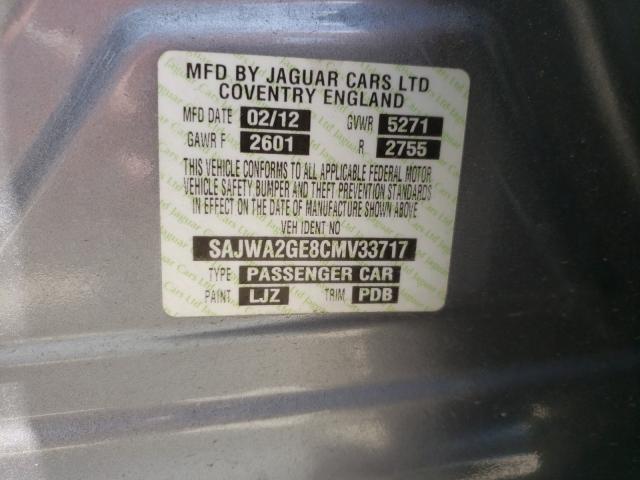 MFD BY JAGUAR CARS LTD
COVENTRY ENGLAND
MFD DATE 02/12 GVWR 5271
GAWR F 2601 R 2755
THIS VEHICLE CONFORMS TO ALL APPLICABLE FEDERAL MOTOR
VEHICLE SAFETY BUMPER AND THEFT PREVENTION STANDARDS
IN EFFECT ON THE DATE OF MANUFACTURE SHOWN ABOVE
VEH IDENT NO
SAJWA2GE8CMV33717
TYPE PASSENGER CAR
PAINT LJZ TRIM PDB